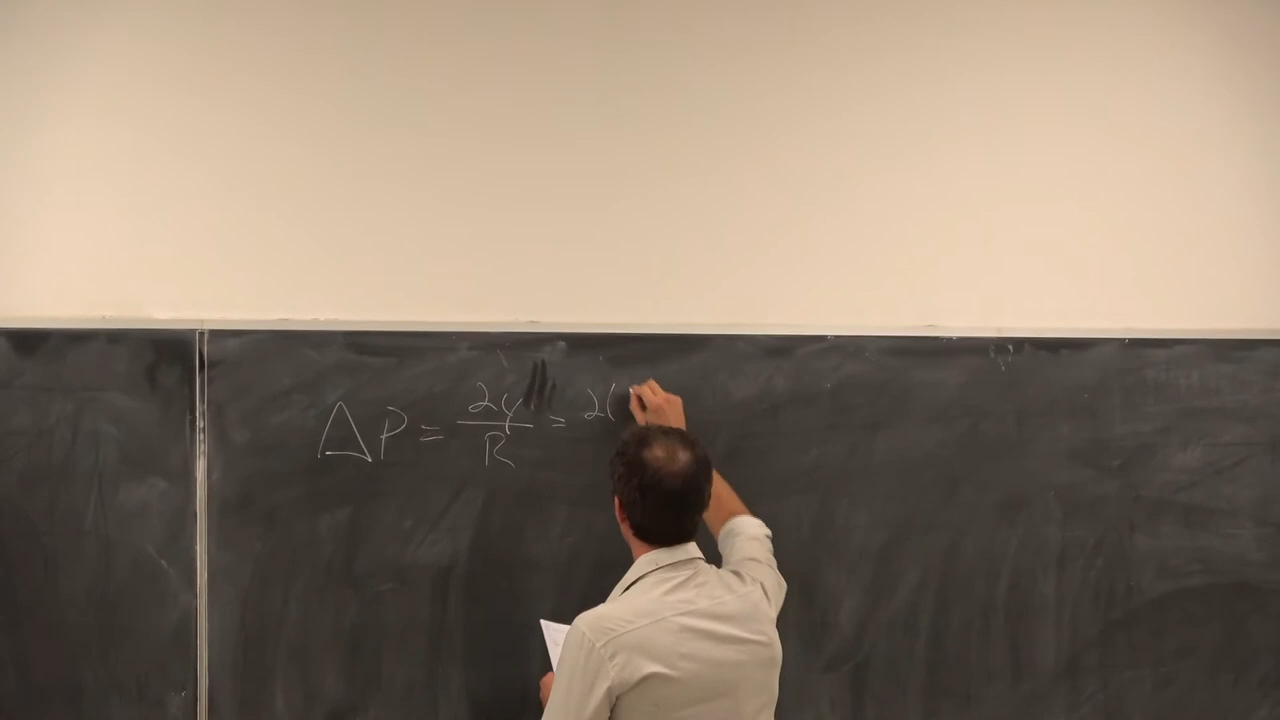 ΔP = 2γ/R = 2(